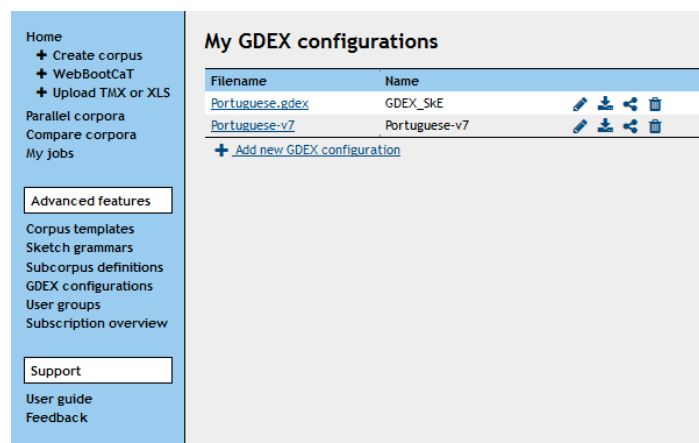 Home
+ Create corpus
+ WebBootCaT
+ Upload TMX or XLS
Parallel corpora
Compare corpora
My jobs
Advanced features
Corpus templates
Sketch grammars
Subcorpus definitions
GDEX configurations
User groups
Subscription overview
Support
User guide
Feedback
My GDEX configurations
Filename Name
Portuguese.gdex GDEX_SkE
Portuguese-v7 Portuguese-v7
+ Add new GDEX configuration